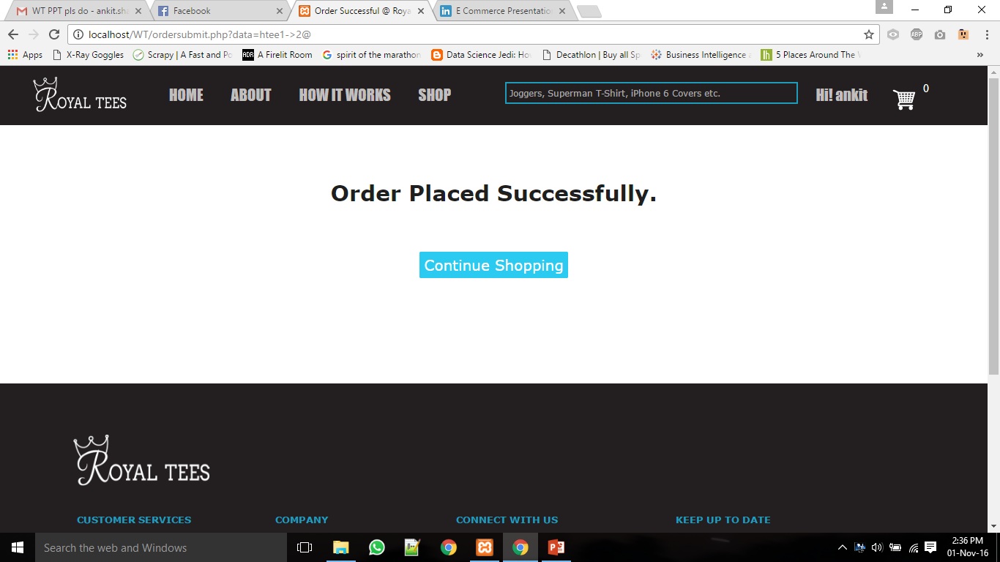 WT PPT pls do - ankit.sha
Facebook
Order Successful @ Roya
E Commerce Presentatio
localhost/WT/ordersubmit.php?data=htee1->2@
ABP
Apps
X-Ray Goggles
Scrapy | A Fast and Po
ADR
A Firelit Room
spirit of the marathon
Data Science Jedi: Ho
Decathlon | Buy all Sp
Business Intelligence a
lh
5 Places Around The W
»
ROYAL TEES
HOME
ABOUT
HOW IT WORKS
SHOP
Joggers, Superman T-Shirt, iPhone 6 Covers etc.
Hi! ankit
0
Order Placed Successfully.
Continue Shopping
ROYAL TEES
CUSTOMER SERVICES
COMPANY
CONNECT WITH US
KEEP UP TO DATE
Search the web and Windows
2:36 PM
01-Nov-16